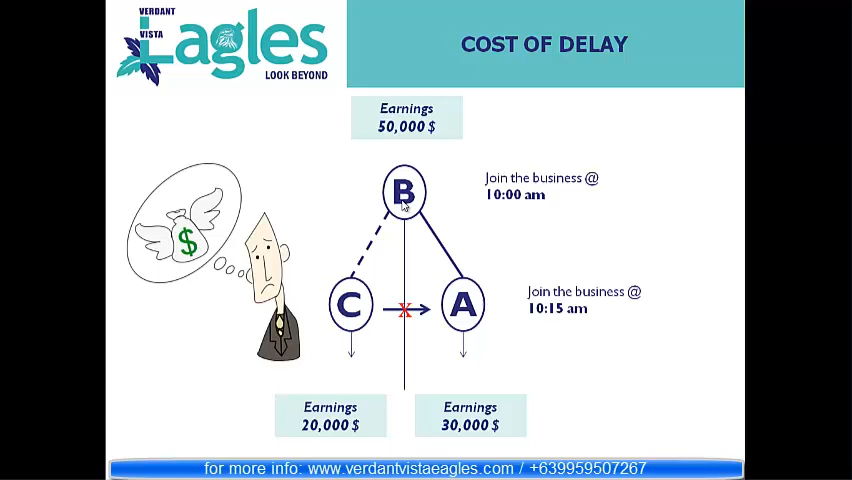 VERDANT
VISTA
Eagles
LOOK BEYOND
COST OF DELAY
Earnings
50,000 $
B
Join the business @
10:00 am
$
C
X
A
Join the business @
10:15 am
Earnings
20,000 $
Earnings
30,000 $
for more info: www.verdantvistaeagles.com / +639959507267